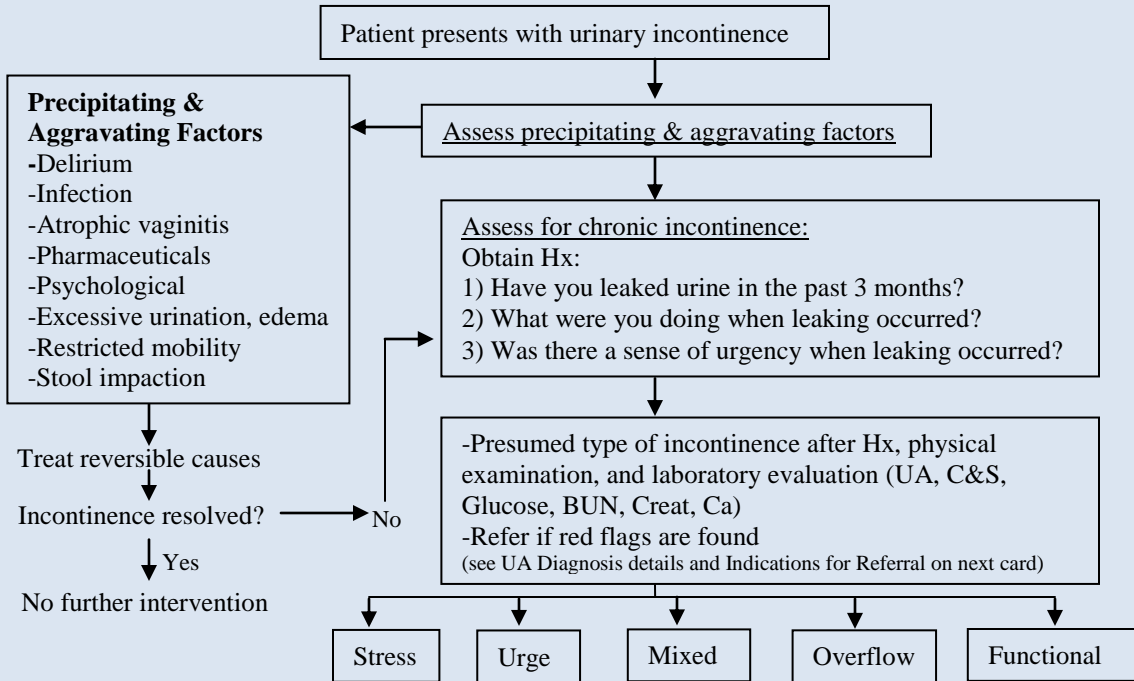 Patient presents with urinary incontinence
Assess precipitating & aggravating factors
Precipitating &
Aggravating Factors
-Delirium
-Infection
-Atrophic vaginitis
-Pharmaceuticals
-Psychological
-Excessive urination, edema
-Restricted mobility
-Stool impaction
Treat reversible causes
Incontinence resolved?
No
Yes
No further intervention
Assess for chronic incontinence:
Obtain Hx:
1) Have you leaked urine in the past 3 months?
2) What were you doing when leaking occurred?
3) Was there a sense of urgency when leaking occurred?
-Presumed type of incontinence after Hx, physical
examination, and laboratory evaluation (UA, C&S,
Glucose, BUN, Creat, Ca)
-Refer if red flags are found
(see UA Diagnosis details and Indications for Referral on next card)
Stress
Urge
Mixed
Overflow
Functional